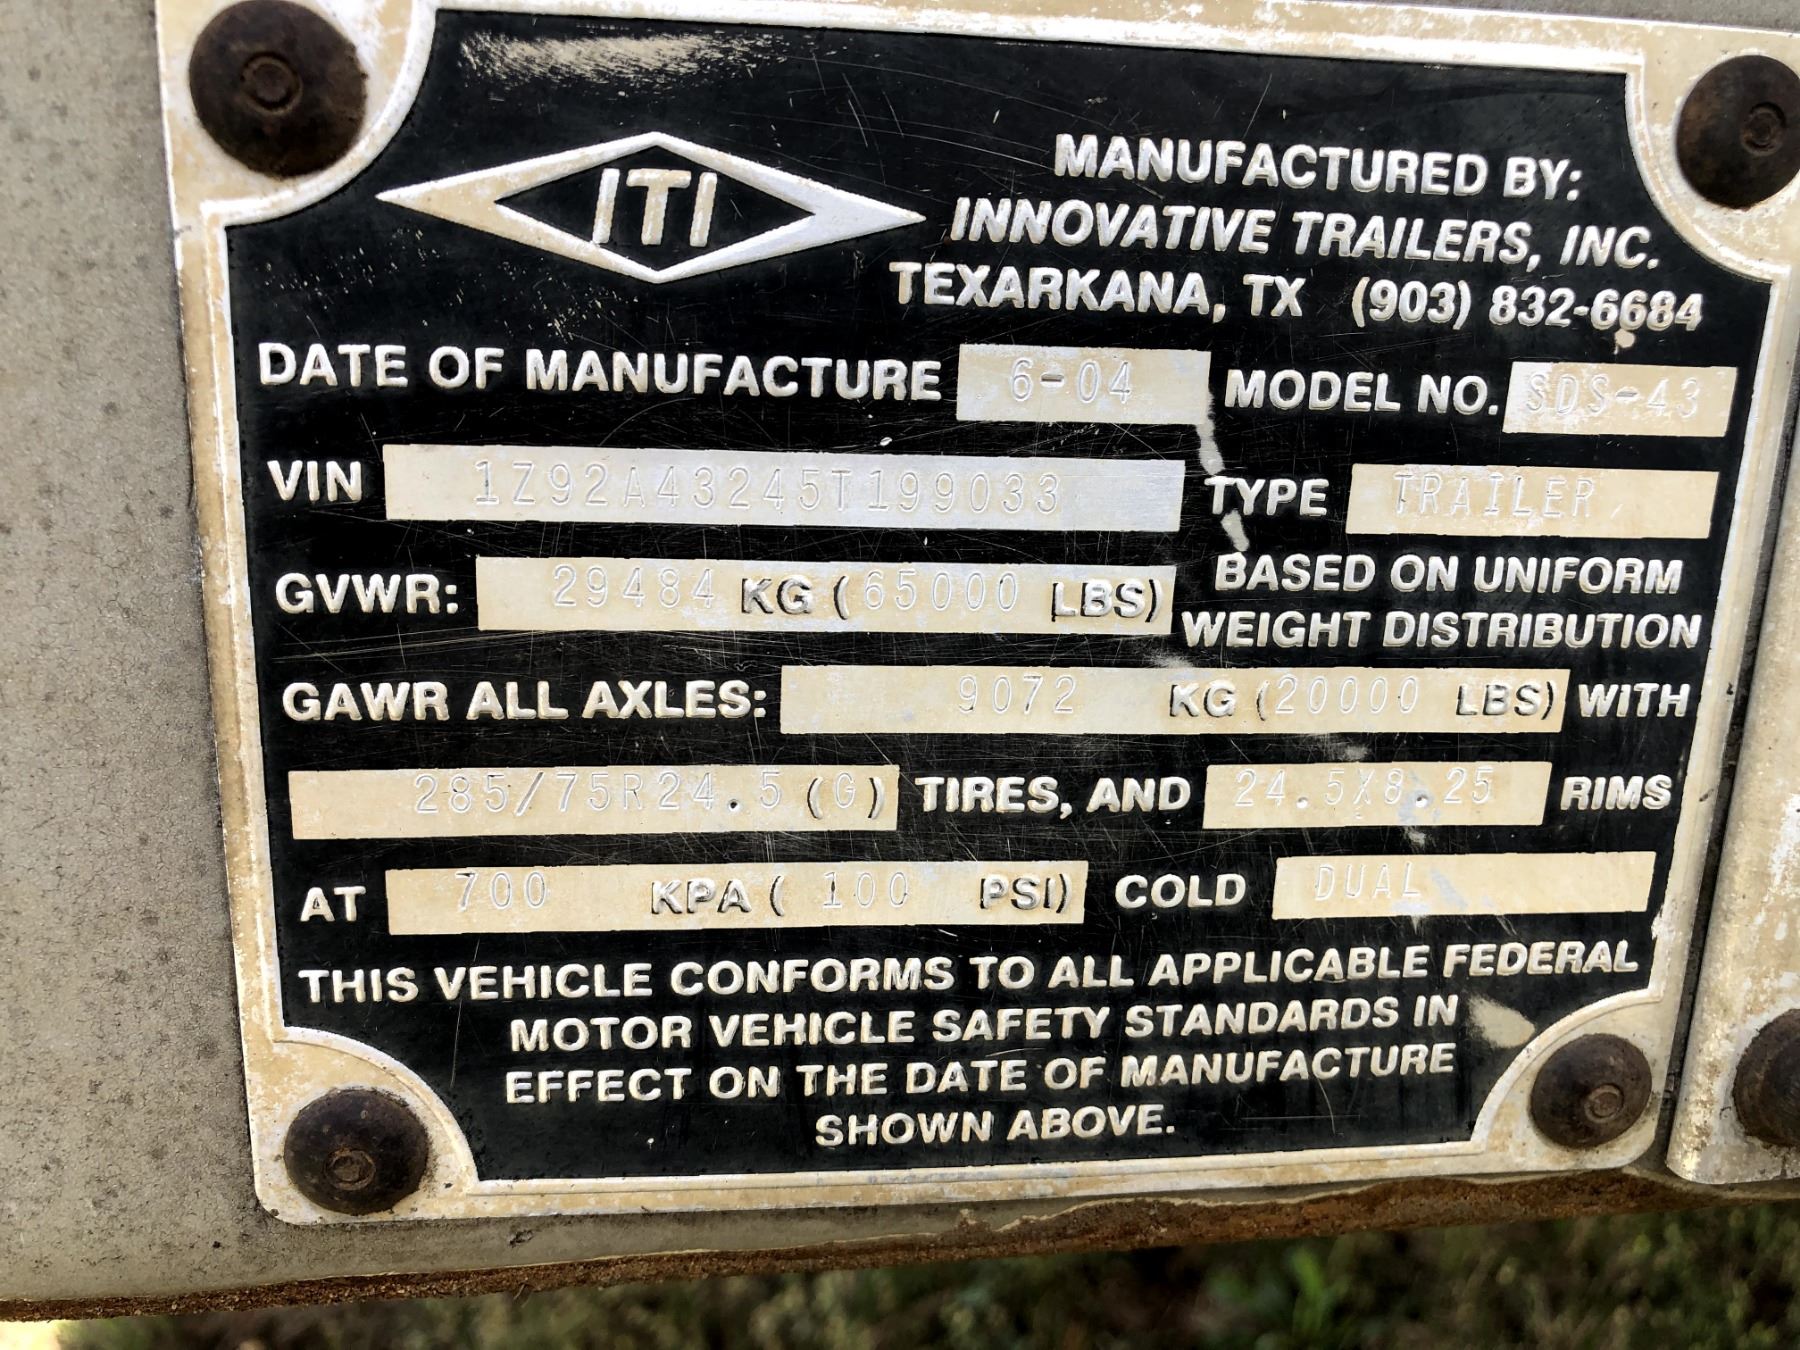 ITI
MANUFACTURED BY:
INNOVATIVE TRAILERS, INC.
TEXARKANA, TX (903) 832-6684
DATE OF MANUFACTURE 6-04 MODEL NO. SDS-43
VIN 1Z92A43245T199033 TYPE TRAILER
GVWR: 29484 KG (65000 LBS) BASED ON UNIFORM
WEIGHT DISTRIBUTION
GAWR ALL AXLES: 9072 KG (20000 LBS) WITH
285/75R24.5(G) TIRES, AND 24.5X8.25 RIMS
AT 700 KPA (100 PSI) COLD DUAL
THIS VEHICLE CONFORMS TO ALL APPLICABLE FEDERAL
MOTOR VEHICLE SAFETY STANDARDS IN
EFFECT ON THE DATE OF MANUFACTURE
SHOWN ABOVE.